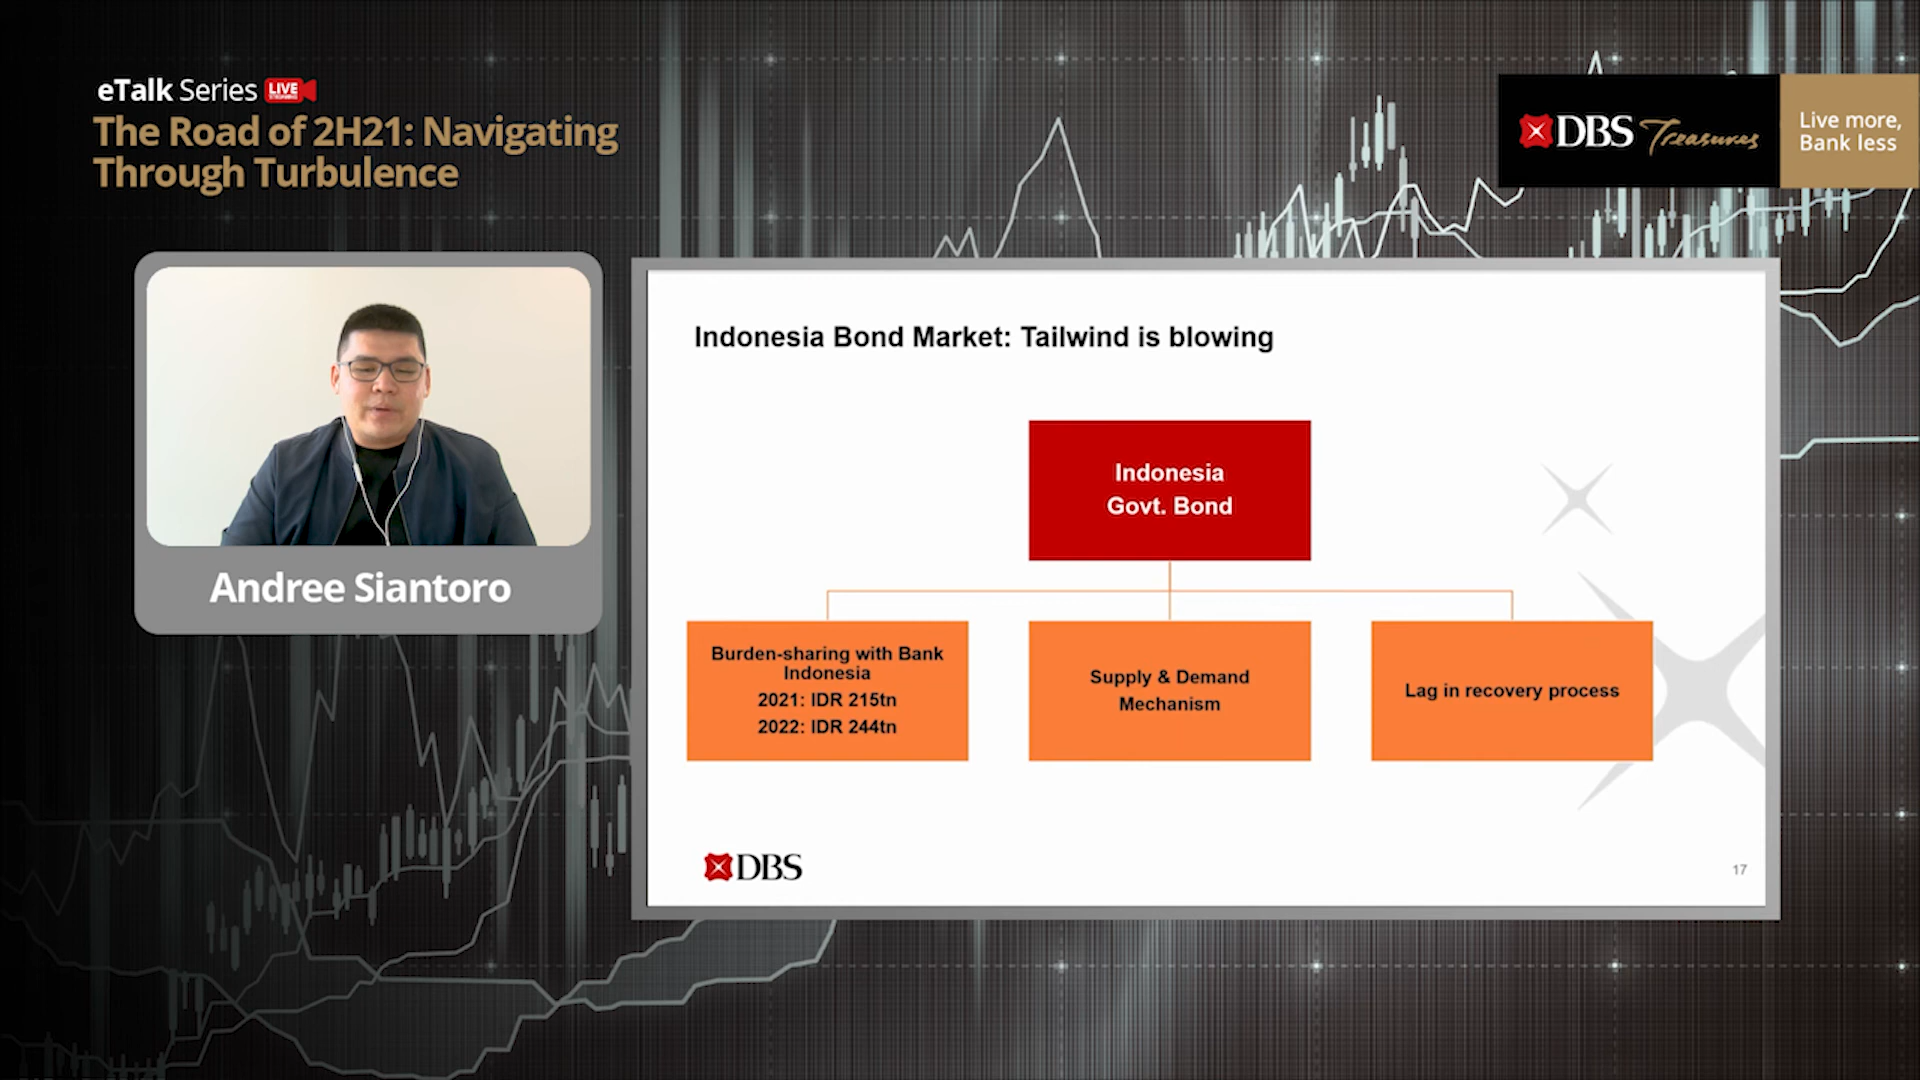 eTalk Series LIVE
STREAMING
The Road of 2H21: Navigating
Through Turbulence
DBS Treasures
Live more,
Bank less
Andree Siantoro
Indonesia Bond Market: Tailwind is blowing
Indonesia
Govt. Bond
Burden-sharing with Bank
Indonesia
2021: IDR 215tn
2022: IDR 244tn
Supply & Demand
Mechanism
Lag in recovery process
DBS
17